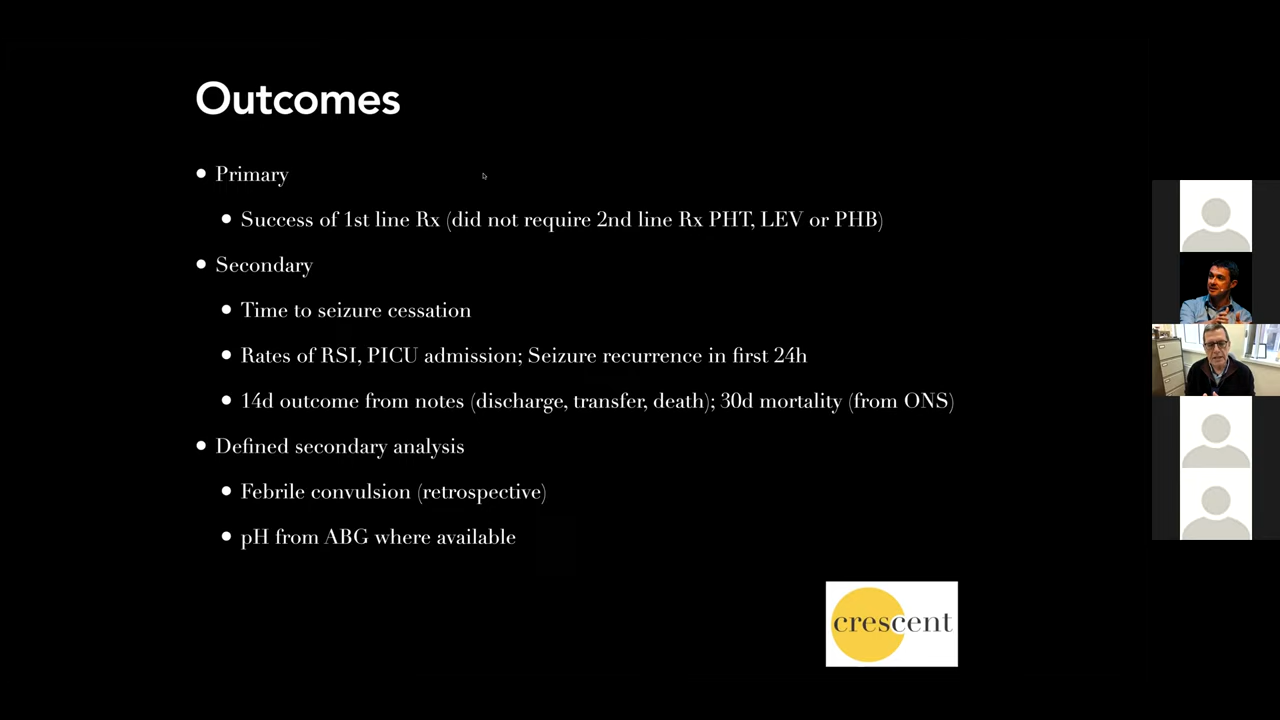 Outcomes
• Primary
• Success of 1st line Rx (did not require 2nd line Rx PHT, LEV or PHB)
• Secondary
• Time to seizure cessation
• Rates of RSI, PICU admission; Seizure recurrence in first 24h
• 14d outcome from notes (discharge, transfer, death); 30d mortality (from ONS)
• Defined secondary analysis
• Febrile convulsion (retrospective)
• pH from ABG where available
crescent